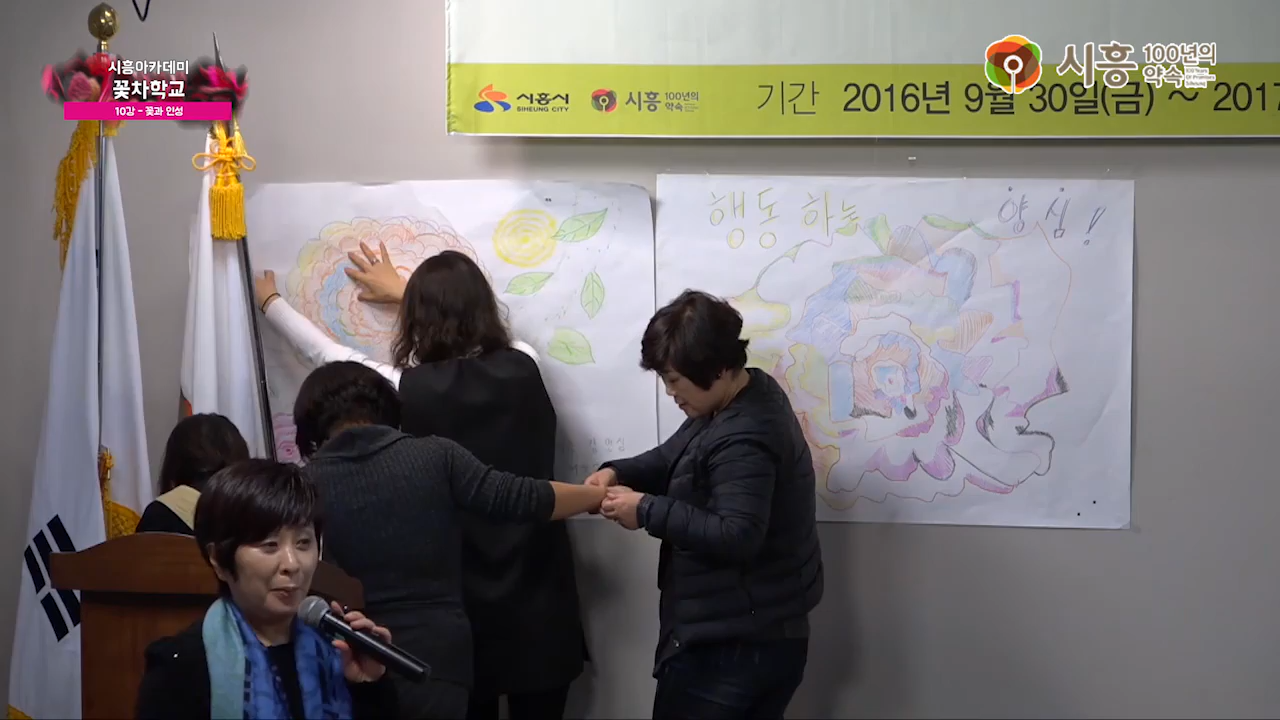 시흥아카데미
꽃차학교
10강 - 꽃과 인성
시흥 100년의
약속
시흥시
SIHEUNG CITY
시흥 100년의
약속
기간 2016년 9월 30일(금) ~ 2017
행동 하는 양심!